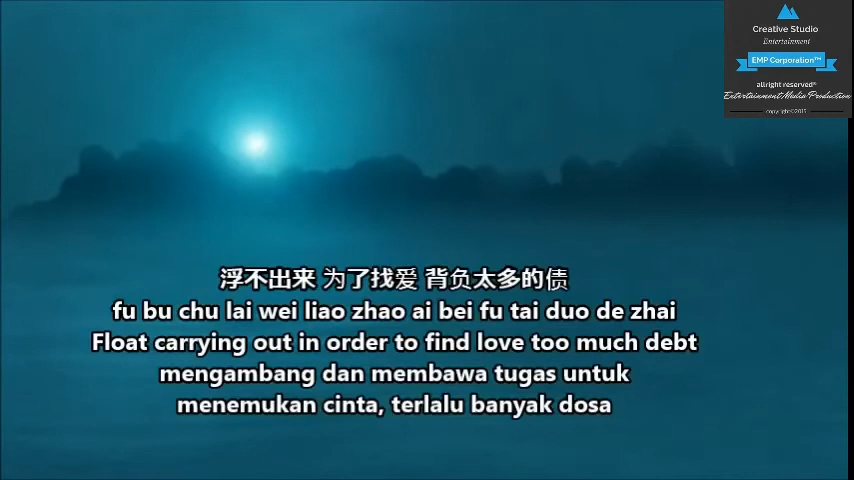 Creative Studio
Entertainment
EMP Corporation™
allright reserved®
Entertainment Media Production
copyright©2015
浮不出来 为了找爱 背负太多的债
fu bu chu lai wei liao zhao ai bei fu tai duo de zhai
Float carrying out in order to find love too much debt
mengambang dan membawa tugas untuk
menemukan cinta, terlalu banyak dosa